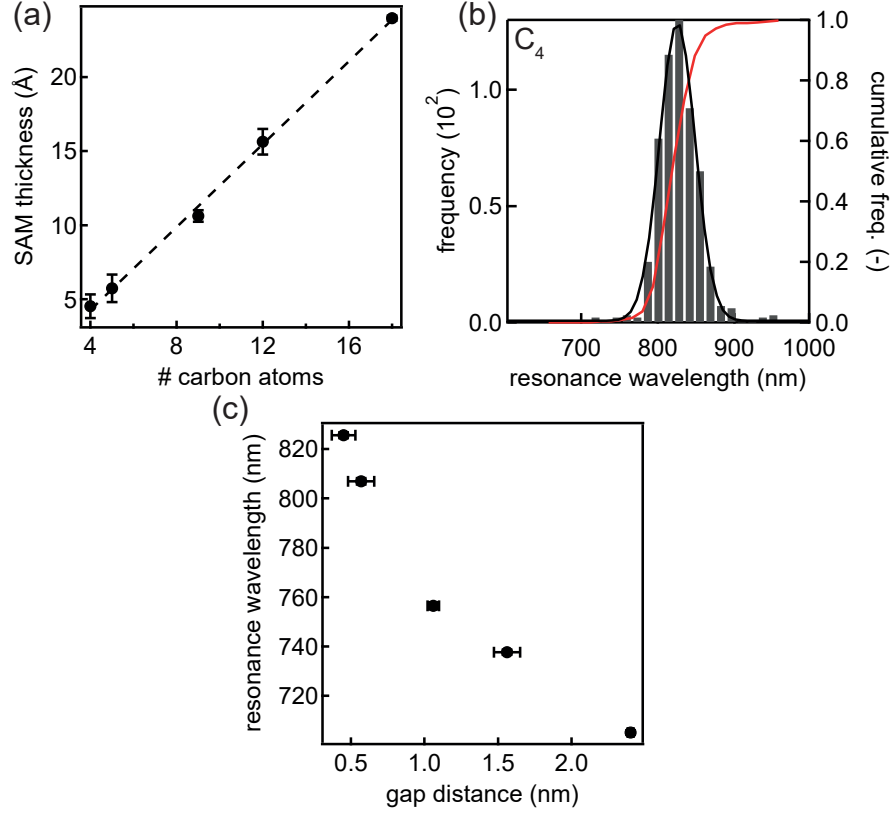 (a)
SAM thickness (Å)
20
15
10
5
4
8
12
16
# carbon atoms
(b)
C4
frequency (10²)
1.0
0.5
0.0
1.0
0.8
0.6
0.4
0.2
0.0
cumulative freq. (-)
700
800
900
1000
resonance wavelength (nm)
(c)
resonance wavelength (nm)
820
800
780
760
740
720
0.5
1.0
1.5
2.0
gap distance (nm)